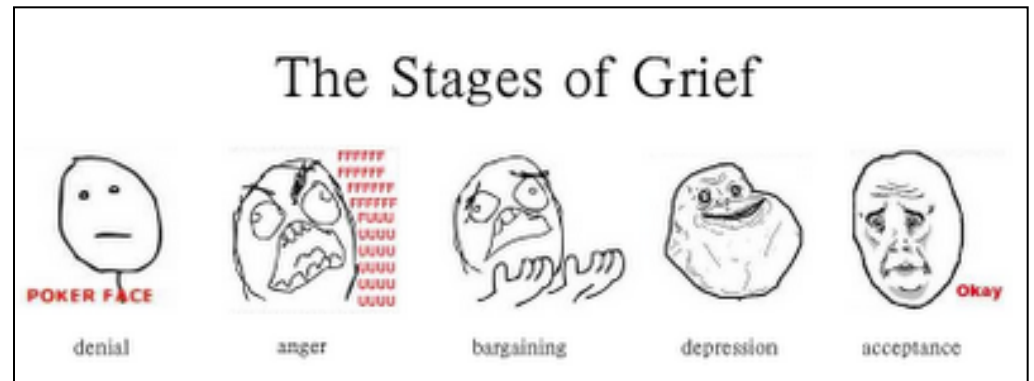 The Stages of Grief
POKER FACE
FFFFFF
FFFFFF
FFFFFF
FFFFFF
FUUU
UUUU
UUUU
UUUU
UUUU
UUUU
Okay
denial
anger
bargaining
depression
acceptance